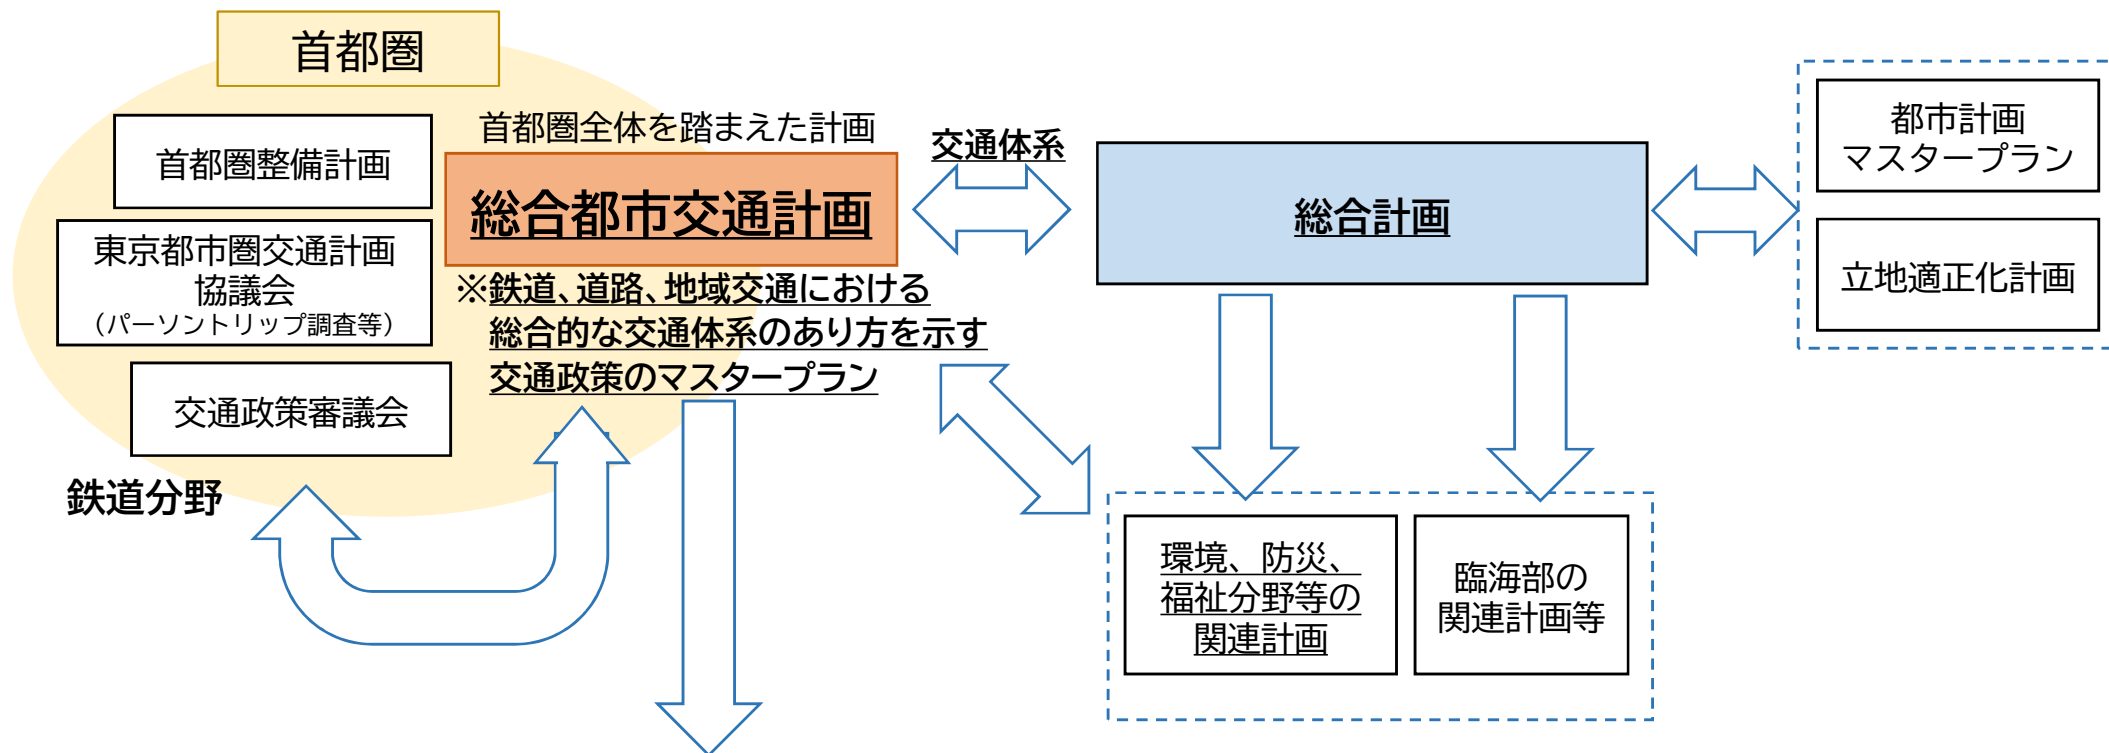 首都圏
首都圏整備計画
東京都市圏交通計画
協議会
（パーソントリップ調査等）
交通政策審議会
鉄道分野
首都圏全体を踏まえた計画
総合都市交通計画
※鉄道、道路、地域交通における
総合的な交通体系のあり方を示す
交通政策のマスタープラン
交通体系
総合計画
都市計画
マスタープラン
立地適正化計画
環境、防災、
福祉分野等の
関連計画
臨海部の
関連計画等